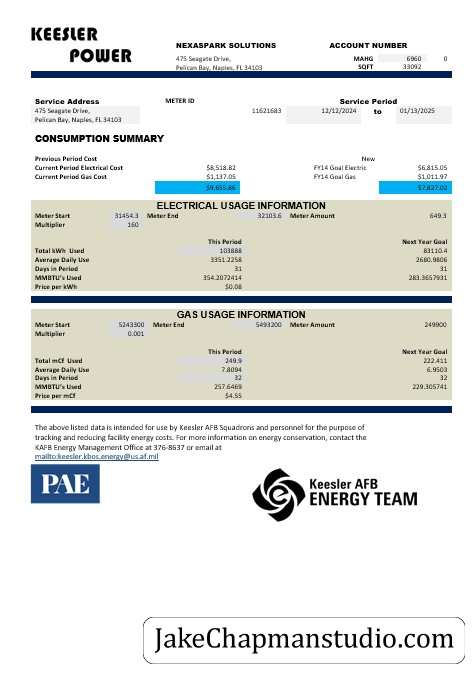 KEESLER
POWER
NEXASPARK SOLUTIONS
ACCOUNT NUMBER
475 Seagate Drive,
Pelican Bay, Naples, FL 34103
MAHG 6960 0
SQFT 33092
Service Address METER ID Service Period
475 Seagate Drive, 11621683 12/12/2024 to 01/13/2025
Pelican Bay, Naples, FL 34103
CONSUMPTION SUMMARY
Previous Period Cost New
Current Period Electrical Cost $8,518.82 FY14 Goal Electric $6,815.05
Current Period Gas Cost $1,137.05 FY14 Goal Gas $1,011.97
$9,655.86 $7,827.02
ELECTRICAL USAGE INFORMATION
Meter Start 31454.3 Meter End 32103.6 Meter Amount 649.3
Multiplier 160
This Period Next Year Goal
Total kWh Used 103888 83110.4
Average Daily Use 3351.2258 2680.9806
Days in Period 31 31
MMBTU's Used 354.2072414 283.3657931
Price per kWh $0.08
GAS USAGE INFORMATION
Meter Start 5243300 Meter End 5493200 Meter Amount 249900
Multiplier 0.001
This Period Next Year Goal
Total mCf Used 249.9 222.411
Average Daily Use 7.8094 6.9503
Days in Period 32 32
MMBTU's Used 257.6469 229.305741
Price per mCf $4.55
The above listed data is intended for use by Keesler AFB Squadrons and personnel for the purpose of
tracking and reducing facility energy costs. For more information on energy conservation, contact the
KAFB Energy Management Office at 376-8637 or email at
mailto:keesler.kbos.energy@us.af.mil
PAE
Keesler AFB
ENERGY TEAM
JakeChapmanstudio.com